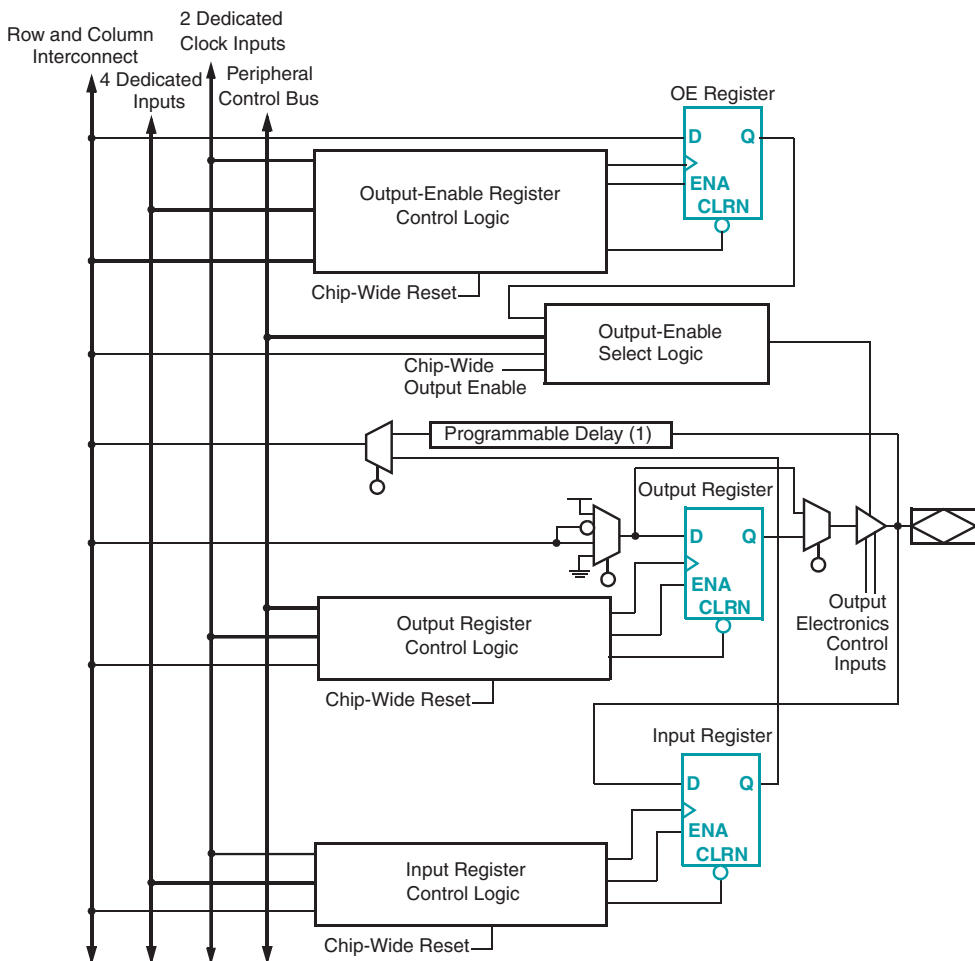 Row and Column
Interconnect
4 Dedicated
Inputs
2 Dedicated
Clock Inputs
Peripheral
Control Bus
OE Register
D Q
ENA
CLRN
Output-Enable Register
Control Logic
Chip-Wide Reset
Output-Enable
Select Logic
Chip-Wide
Output Enable
Programmable Delay (1)
Output Register
D Q
ENA
CLRN
Output
Electronics
Control
Inputs
Output Register
Control Logic
Chip-Wide Reset
Input Register
D Q
ENA
CLRN
Input Register
Control Logic
Chip-Wide Reset